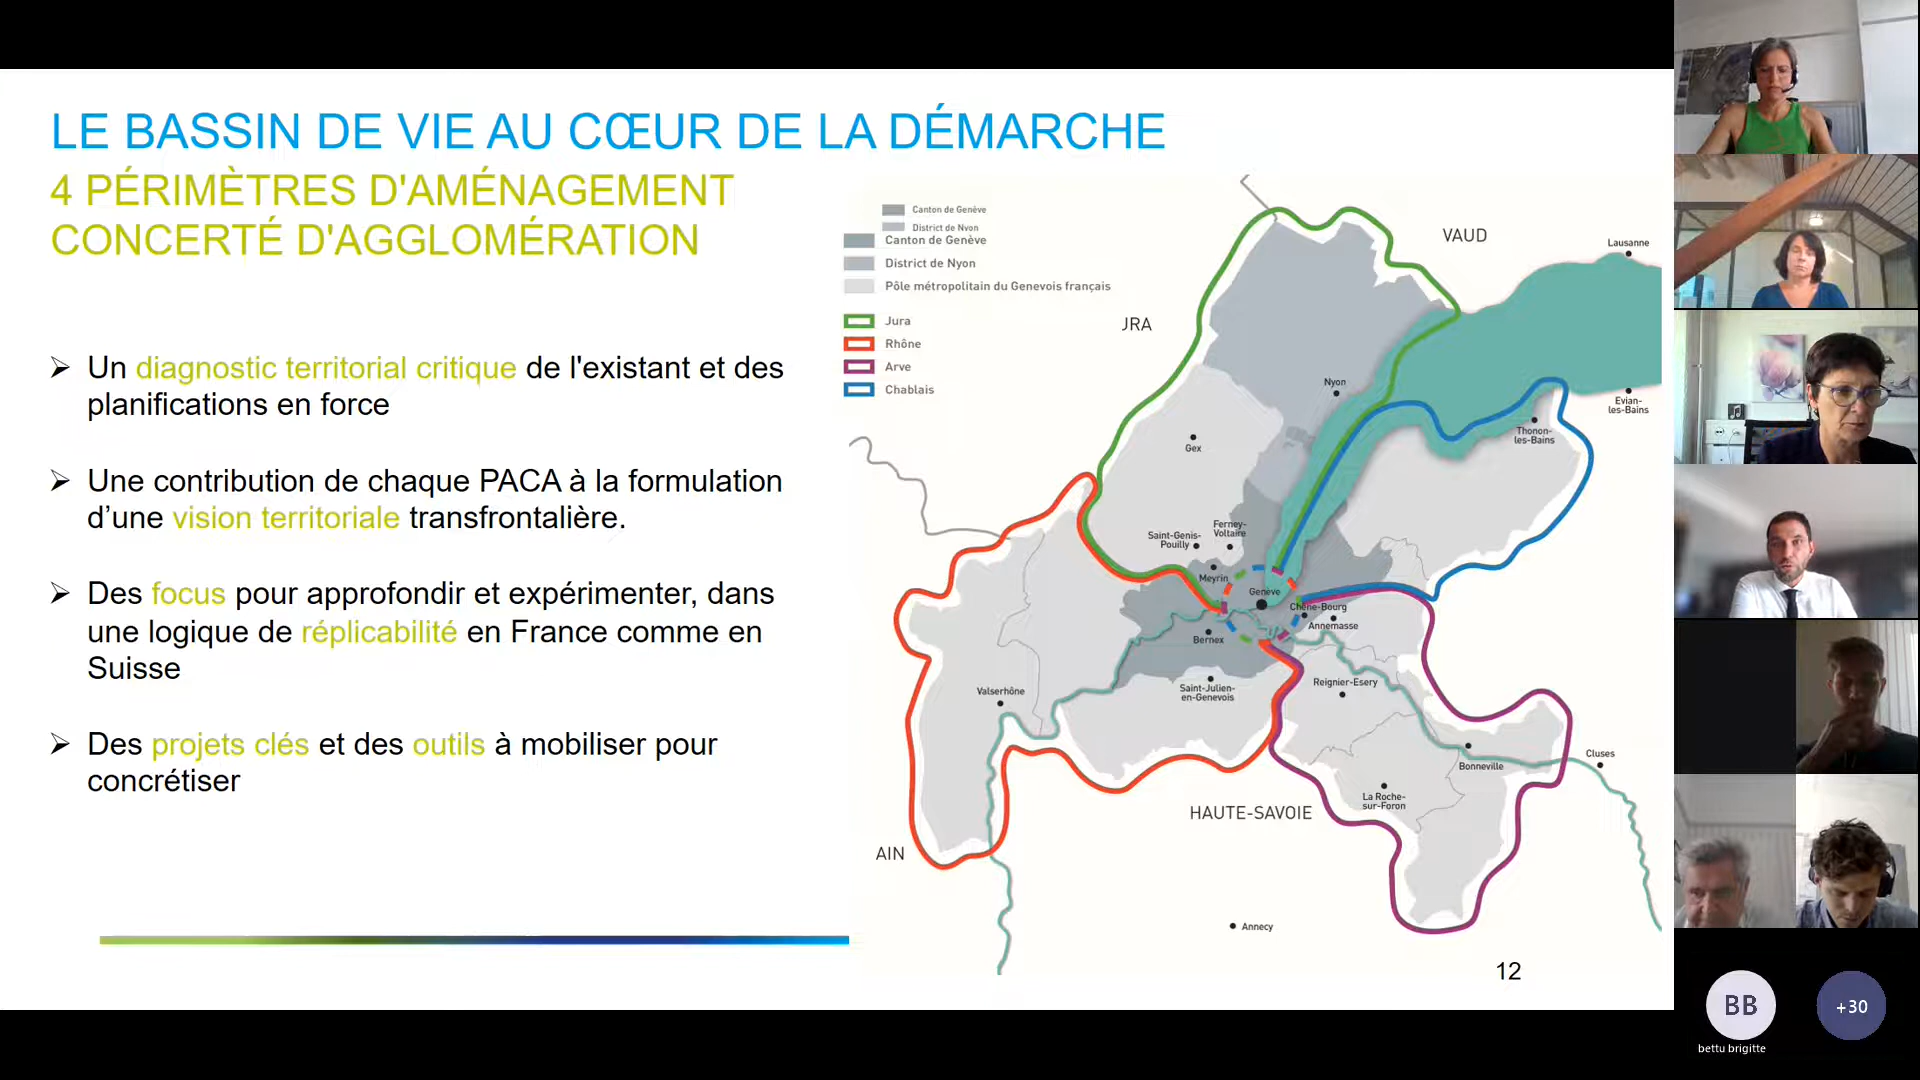 LE BASSIN DE VIE AU CŒUR DE LA DÉMARCHE
4 PÉRIMÈTRES D'AMÉNAGEMENT
CONCERTÉ D'AGGLOMÉRATION
➢ Un diagnostic territorial critique de l'existant et des
planifications en force
➢ Une contribution de chaque PACA à la formulation
d’une vision territoriale transfrontalière.
➢ Des focus pour approfondir et expérimenter, dans
une logique de réplicabilité en France comme en
Suisse
➢ Des projets clés et des outils à mobiliser pour
concrétiser
Canton de Genève
District de Nyon
Canton de Genève
District de Nyon
Pôle métropolitain du Genevois français
Jura
Rhône
Arve
Chablais
VAUD
Lausanne
JRA
Nyon
Evian-
les-Bains
Thonon-
les-Bains
Gex
Ferney-
Voltaire
Saint-Genis-
Pouilly
Meyrin
Genève
Chêne-Bourg
Annemasse
Bernex
Reignier-Esery
Saint-Julien-
en-Genevois
Valserhône
Bonneville
Cluses
La Roche-
sur-Foron
HAUTE-SAVOIE
AIN
Annecy
12
BB
+30
bettu brigitte